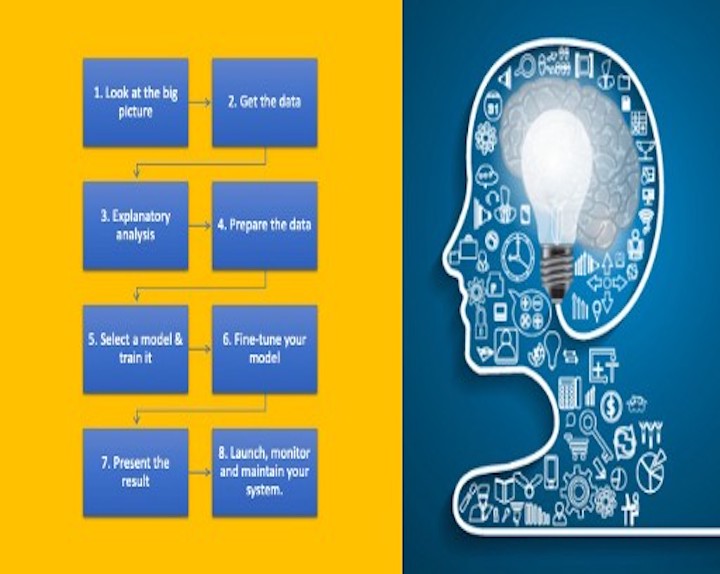 1. Look at the big
picture
2. Get the data
3. Explanatory
analysis
4. Prepare the data
5. Select a model &
train it
6. Fine-tune your
model
7. Present the
result
8. Launch, monitor
and maintain your
system.